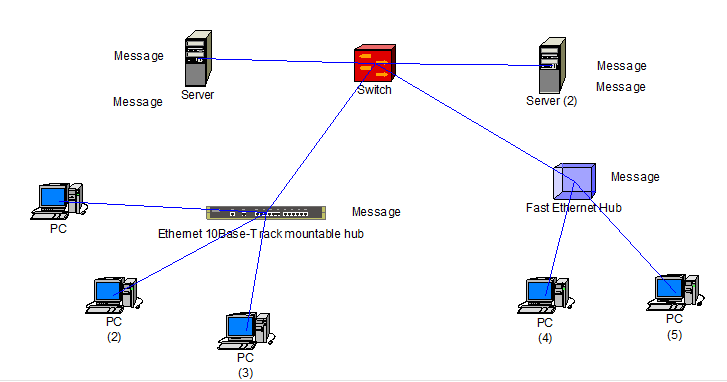 Message
Message
Server
Switch
Message
Message
Server (2)
Message
Fast Ethernet Hub
Message
Ethernet 10Base-T rack mountable hub
PC
PC
(2)
PC
(3)
PC
(4)
PC
(5)